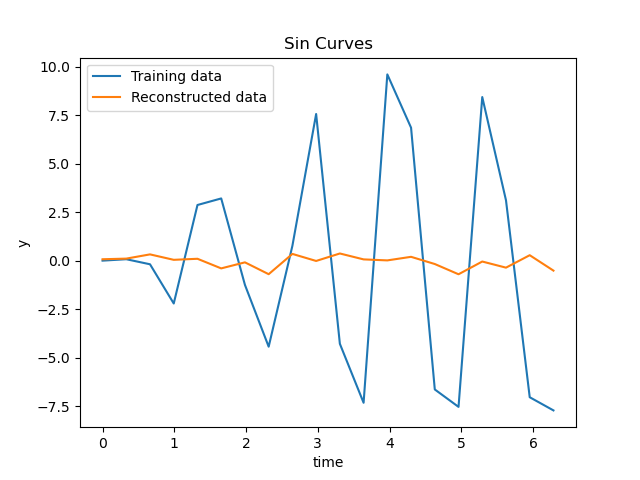 Sin Curves
Training data
Reconstructed data
10.0
7.5
5.0
2.5
0.0
−2.5
−5.0
−7.5
y
0 1 2 3 4 5 6
time